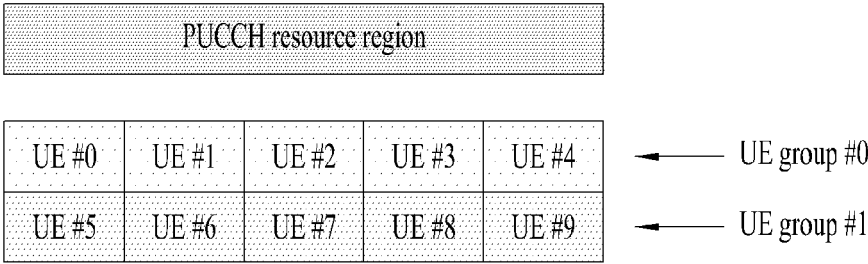 PUCCH resource region
UE #0 UE #1 UE #2 UE #3 UE #4 UE group #0
UE #5 UE #6 UE #7 UE #8 UE #9 UE group #1